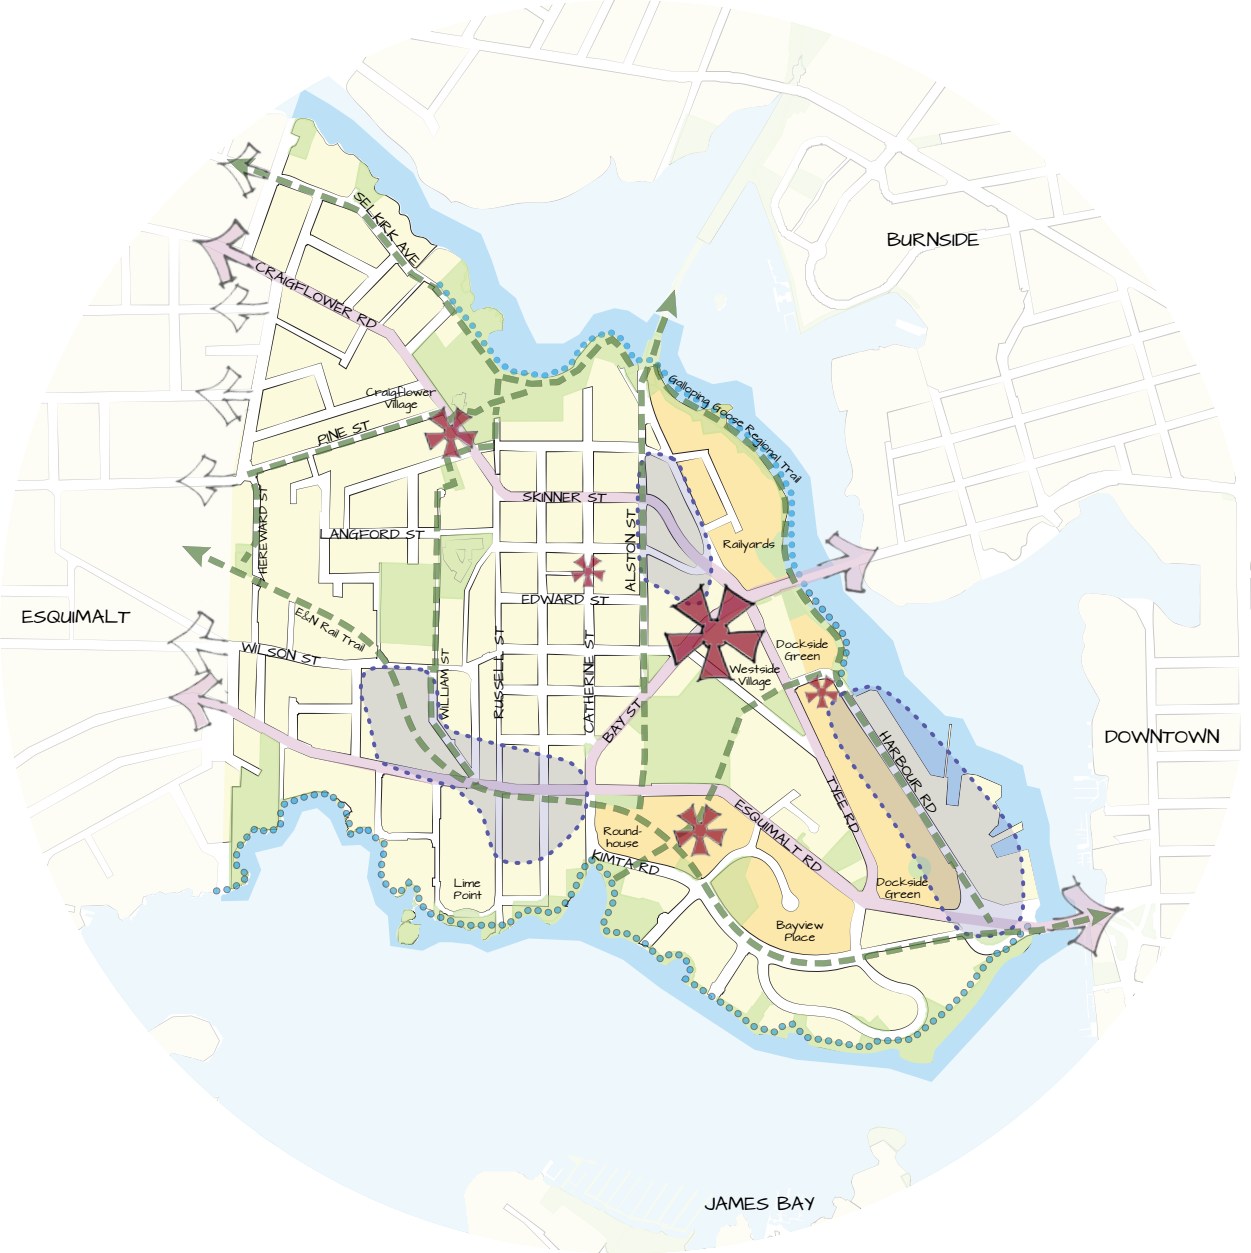 SELKIRK AVE
BURNSIDE
CRAIGFLOWER RD
Galloping Goose Regional Trail
Craigflower
Village
PINE ST
SKINNER ST
HEREWARD ST
LANGFORD ST
ALSTON ST
Railyards
EDWARD ST
ESQUIMALT
E&N Rail Trail
WILSON ST
WILLIAM ST
RUSSELL ST
CATHERINE ST
Dockside
Green
Westside
Village
BAY ST
HARBOUR RD
DOWNTOWN
TYEE RD
ESQUIMALT RD
Round-
house
KIMTA RD
Lime
Point
Dockside
Green
Bayview
Place
JAMES BAY